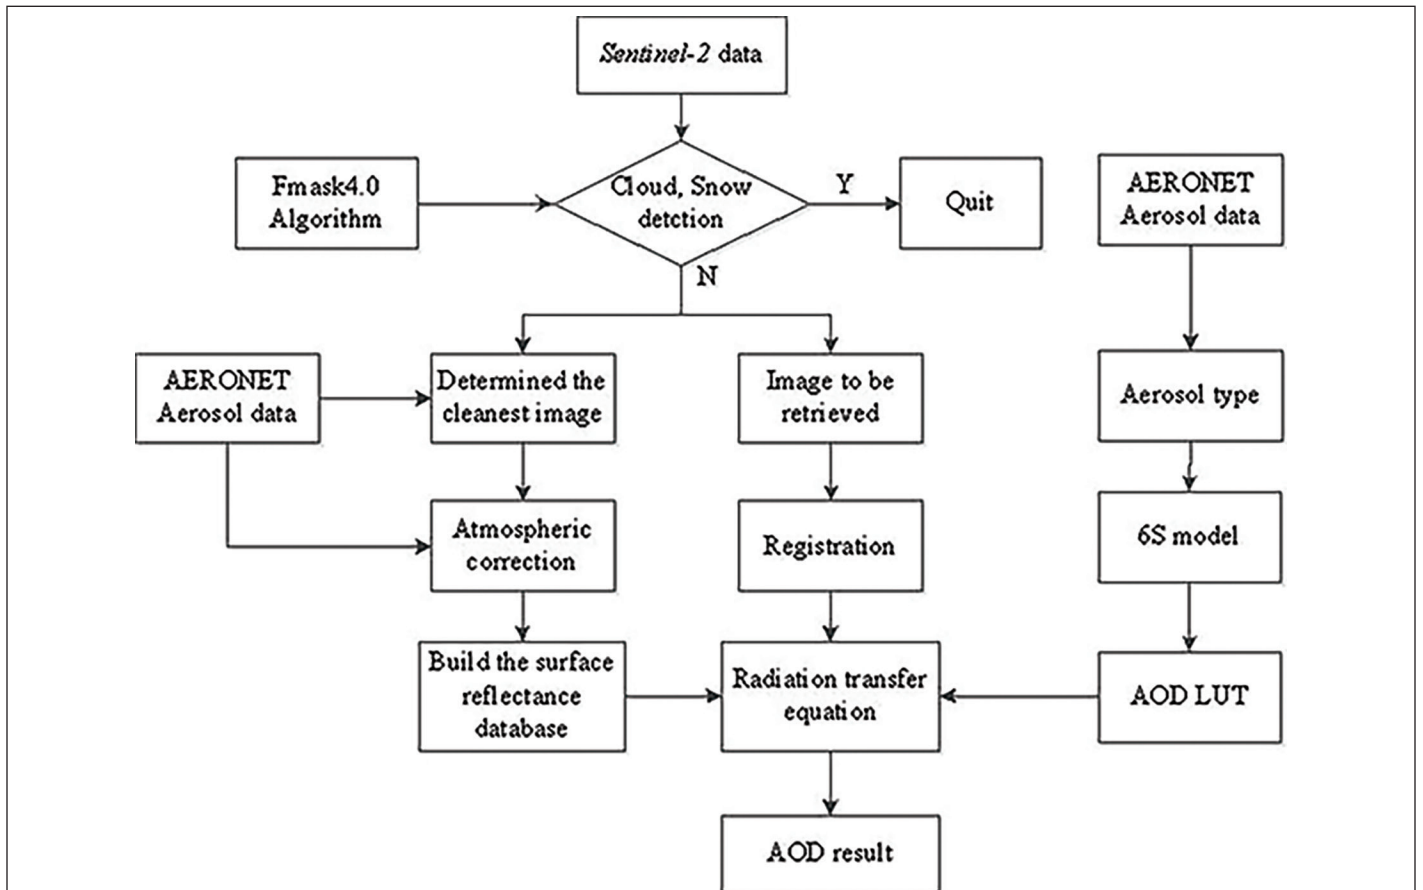 Sentinel-2 data
Fmask4.0
Algorithm
Cloud, Snow
detction
Y
Quit
AERONET
Aerosol data
N
AERONET
Aerosol data
Determined the
cleanest image
Image to be
retrieved
Aerosol type
Atmospheric
correction
Registration
6S model
Build the surface
reflectance
database
Radiation transfer
equation
AOD LUT
AOD result